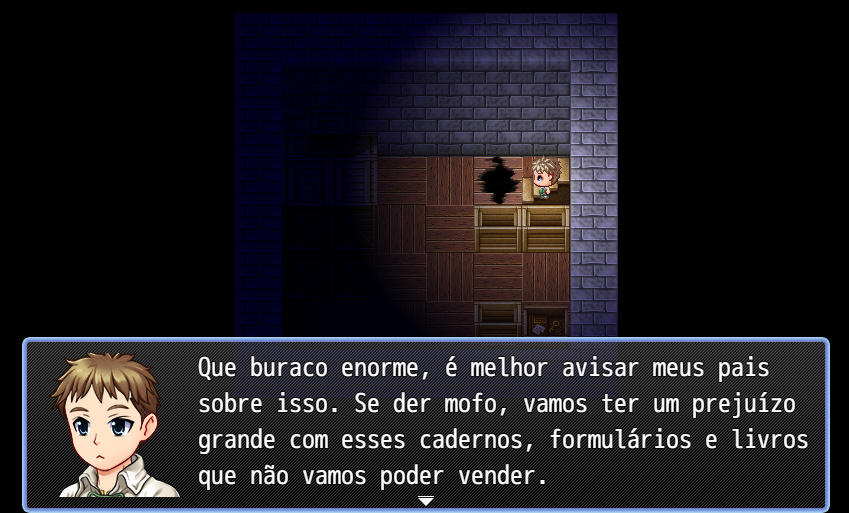 Que buraco enorme, é melhor avisar meus pais
sobre isso. Se der mofo, vamos ter um prejuízo
grande com esses cadernos, formulários e livros
que não vamos poder vender.